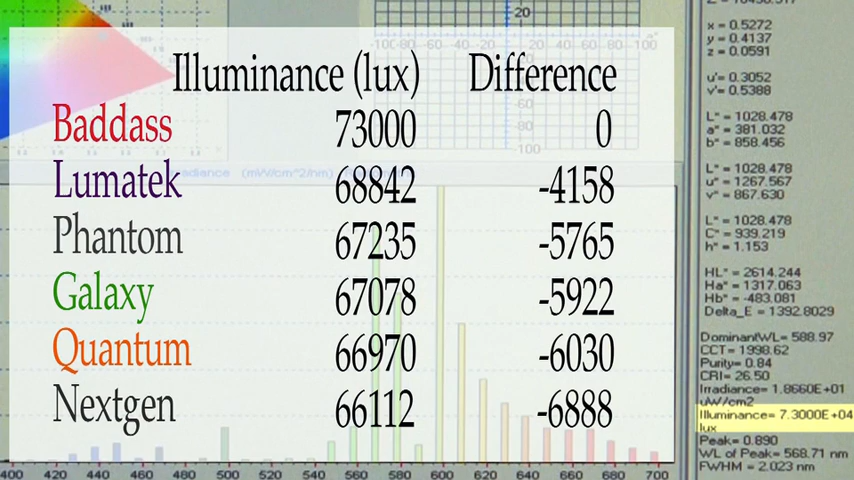 20
-100-80
60
80
100
-60
-80
-100
Illuminance (lux) Difference
Baddass 73000 0
Lumatek 68842 -4158
Phantom 67235 -5765
Galaxy 67078 -5922
Quantum 66970 -6030
Nextgen 66112 -6888
(mW/cm^2/nm)
400 420 440 460 480 500 520 540 560 580 600 620 640 660 680 700
x = 0.5272
y = 0.4137
z = 0.0591
u'= 0.3052
v'= 0.5388
L* = 1028.478
a* = 381.032
b* = 858.456
L* = 1028.478
u* = 1267.567
v* = 867.630
L* = 1028.478
C* = 939.219
h* = 1.153
HL* = 2614.244
Ha* = 1317.063
Hb* = -483.081
Delta_E = 1392.8029
DominantWL= 588.97
CCT= 1998.62
Purity= 0.84
CRI= 26.50
Irradiance= 1.8660E+01
uW/cm2
Illuminance= 7.3000E+04
lux
Peak= 0.890
WL of Peak= 568.71 nm
FWHM = 2.023 nm